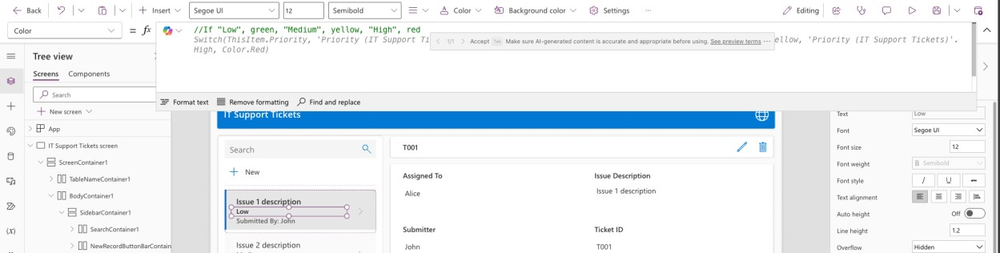 Back
Insert
Segoe UI
12
Semibold
Color
Background color
Settings
...
Editing
Color
= fx
//If "Low", green, "Medium", yellow, "High", red
Switch(ThisItem.Priority, 'Priority (IT Support Ti
ellow, 'Priority (IT Support Tickets)'.
High, Color.Red)
1/1 Accept Tab Make sure AI-generated content is accurate and appropriate before using. See preview terms ...
Format text
Remove formatting
Find and replace
Tree view
Screens
Components
Search
New screen
App
IT Support Tickets screen
ScreenContainer1
TableNameContainer1
BodyContainer1
SidebarContainer1
SearchContainer1
NewRecordButtonBarContain
(x)
IT Support Tickets
Search
New
Issue 1 description
Low
Submitted By: John
Issue 2 description
T001
Assigned To
Alice
Issue Description
Issue 1 description
Submitter
John
Ticket ID
T001
Text
Low
Font
Segoe UI
Font size
12
Font weight
B Semibold
Font style
Text alignment
Auto height
Off
Line height
1.2
Overflow
Hidden